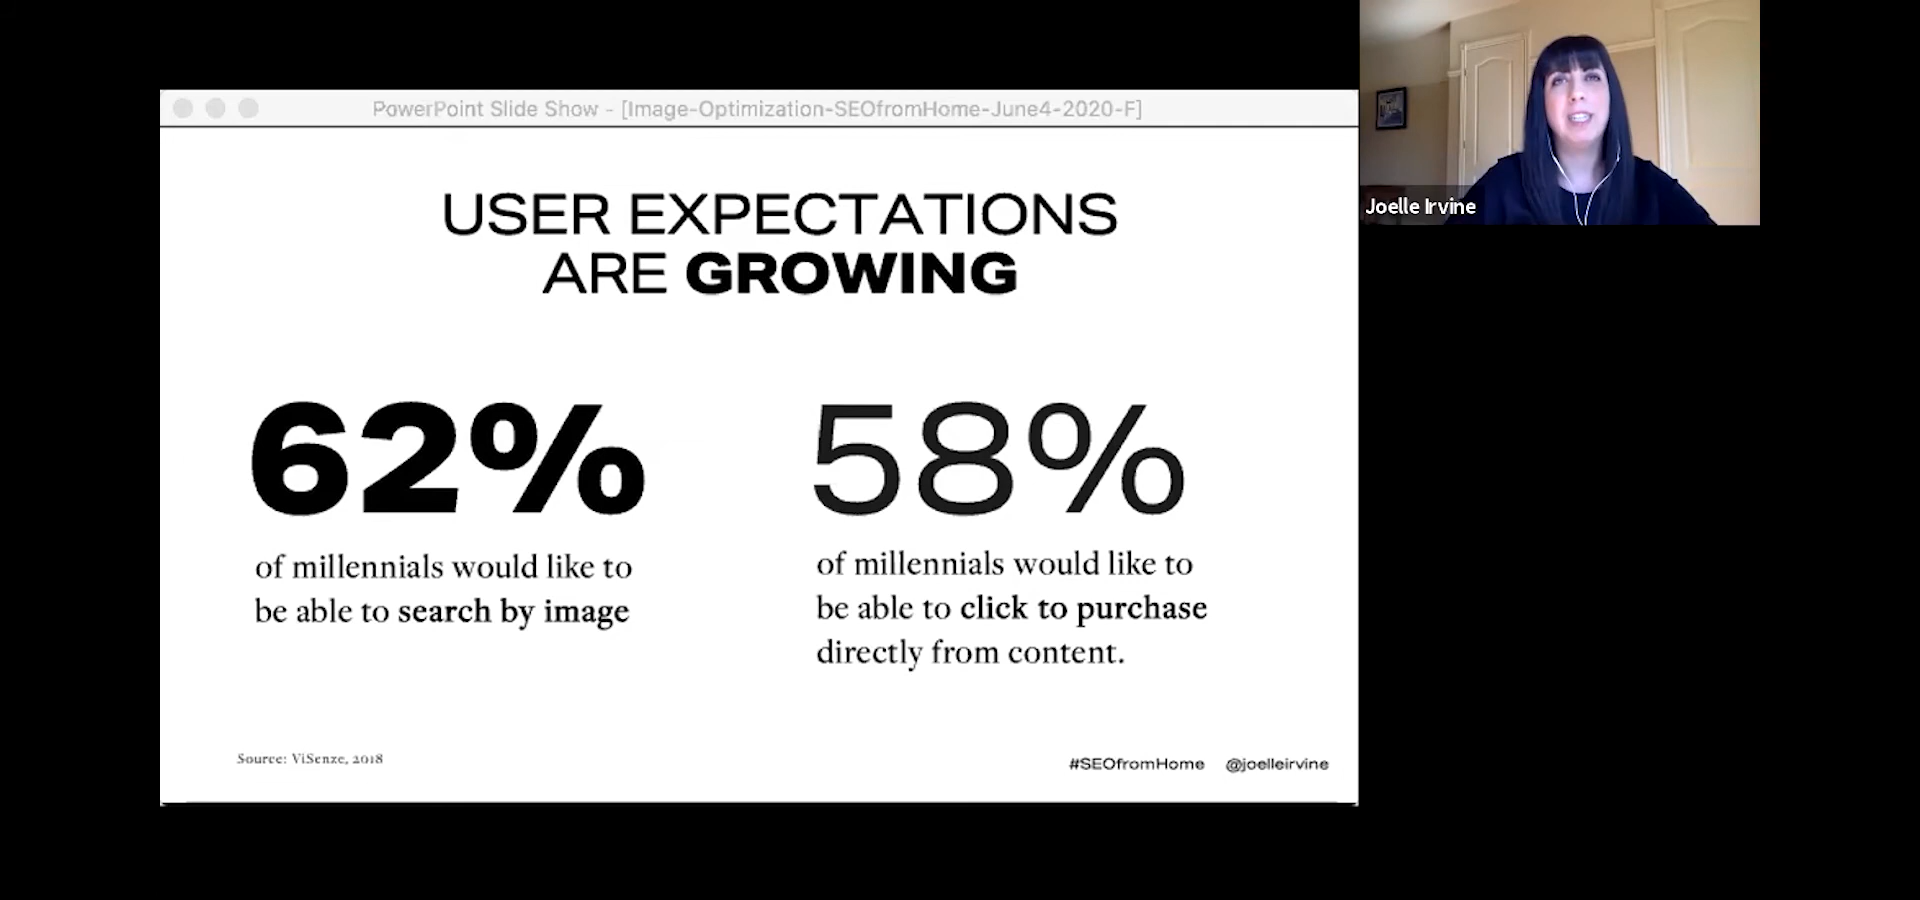 PowerPoint Slide Show - [Image-Optimization-SEOfromHome-June4-2020-F]
Joelle Irvine
USER EXPECTATIONS
ARE GROWING
62%
of millennials would like to
be able to search by image
58%
of millennials would like to
be able to click to purchase
directly from content.
Source: ViSenze, 2018
#SEOfromHome @joelleirvine